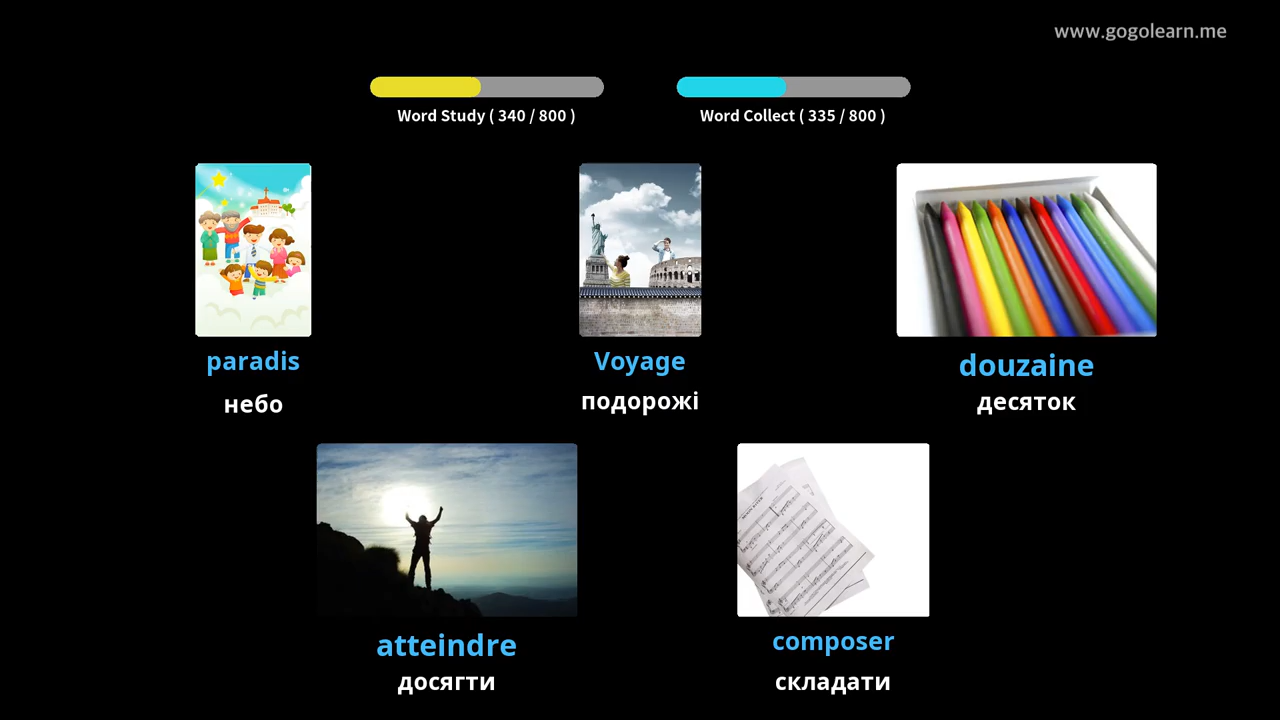 www.gogolearn.me
Word Study ( 340 / 800 )
Word Collect ( 335 / 800 )
paradis
небо
Voyage
подорожі
douzaine
десяток
atteindre
досягти
composer
складати